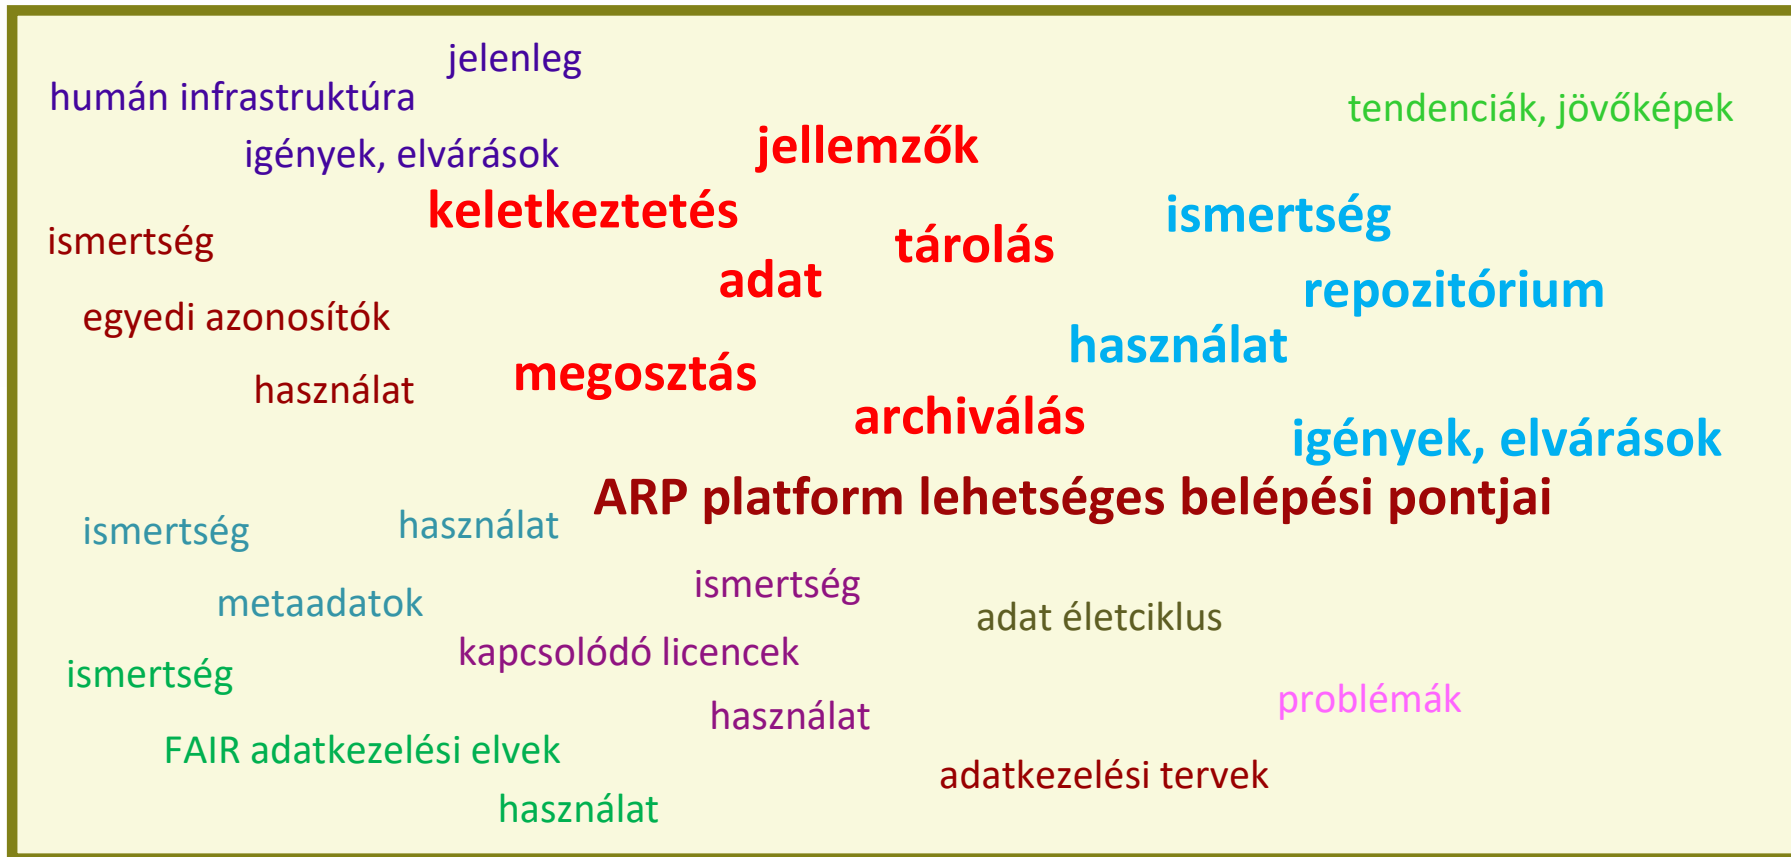 jelenleg
humán infrastruktúra
tendenciák, jövőképek
igények, elvárások
jellemzők
keletkeztetés
ismertség
ismertség
tárolás
adat
repozitórium
egyedi azonosítók
használat
megosztás
használat
archiválás
igények, elvárások
ARP platform lehetséges belépési pontjai
ismertség
használat
ismertség
metaadatok
adat életciklus
kapcsolódó licencek
ismertség
problémák
használat
FAIR adatkezelési elvek
adatkezelési tervek
használat